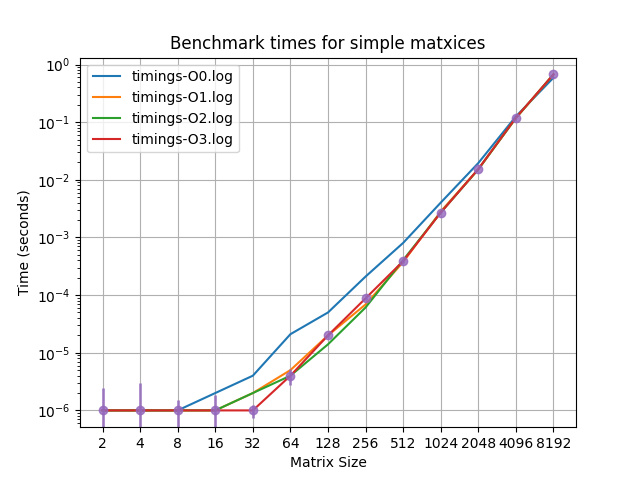 Benchmark times for simple matxices
timings-O0.log
timings-O1.log
timings-O2.log
timings-O3.log
10⁰
10⁻¹
10⁻²
10⁻³
10⁻⁴
10⁻⁵
10⁻⁶
Time (seconds)
2 4 8 16 32 64 128 256 512 1024 2048 4096 8192
Matrix Size